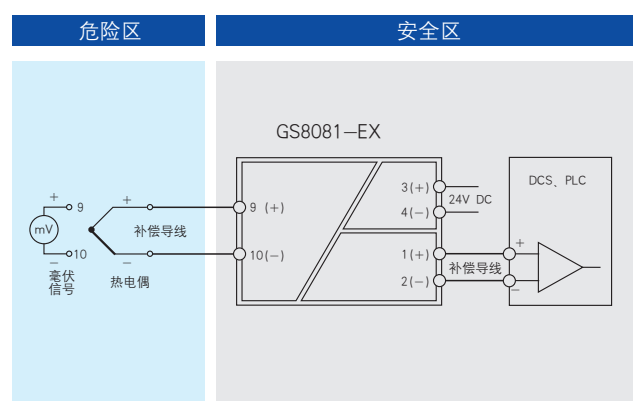 危险区
安全区
GS8081-EX
+
9
mV
10
−
毫伏
信号
+
补偿导线
−
热电偶
9 (+)
10(−)
3(+)
24V DC
4(−)
1(+)
补偿导线
2(−)
DCS、PLC
+
−